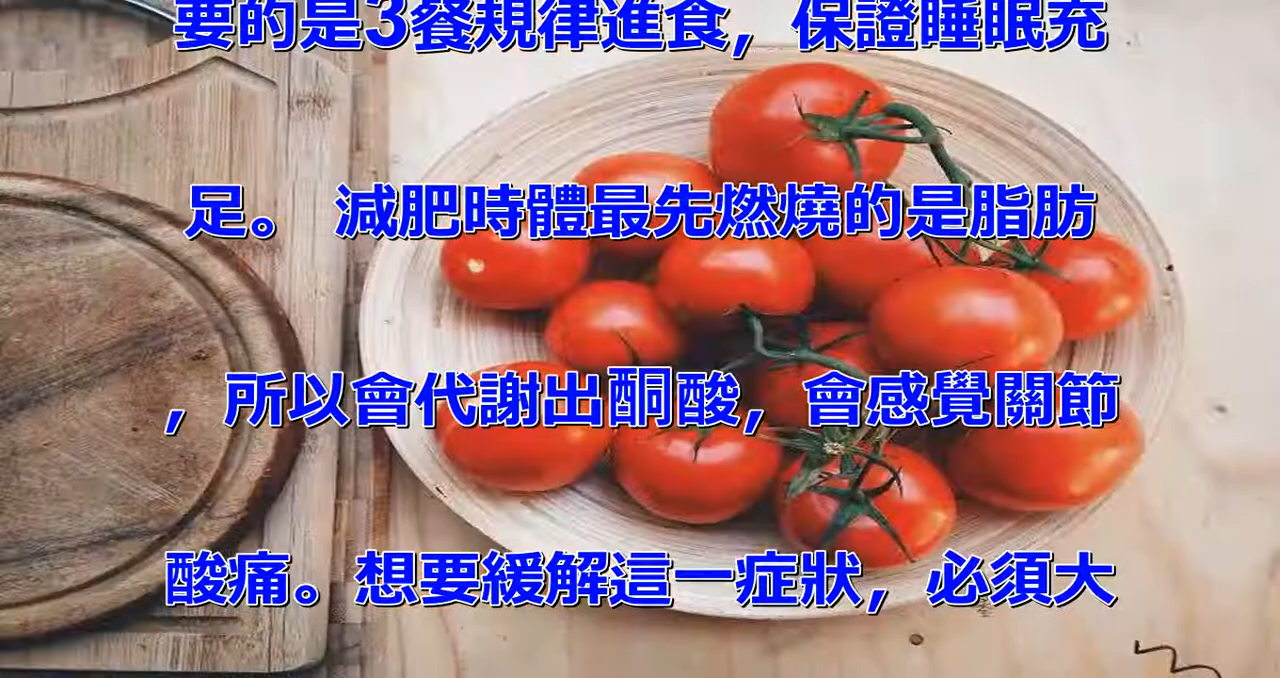 要的是3餐規律進食，保證睡眠充
足。 減肥時體最先燃燒的是脂肪
，所以會代謝出酮酸，會感覺關節
酸痛。想要緩解這一症狀，必須大